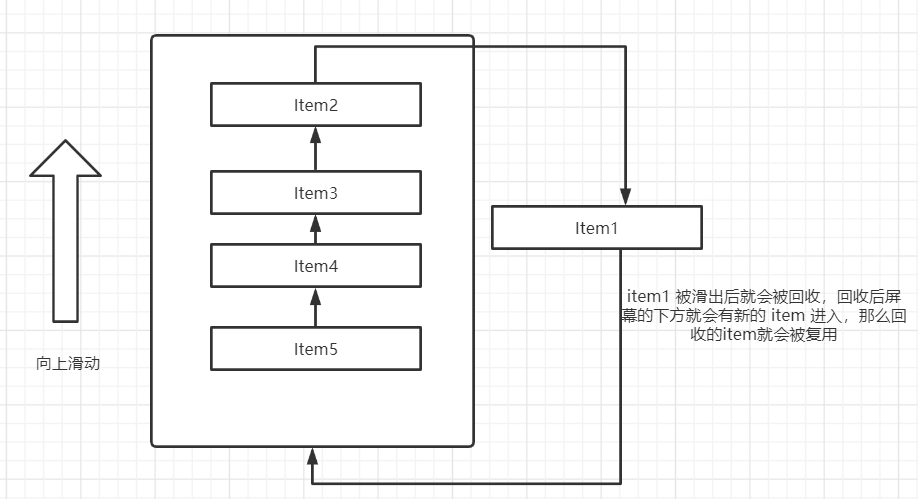 Item2
Item3
Item1
Item4
item1 被滑出后就会被回收，回收后屏
幕的下方就会有新的 item 进入，那么回
收的item就会被复用
Item5
向上滑动